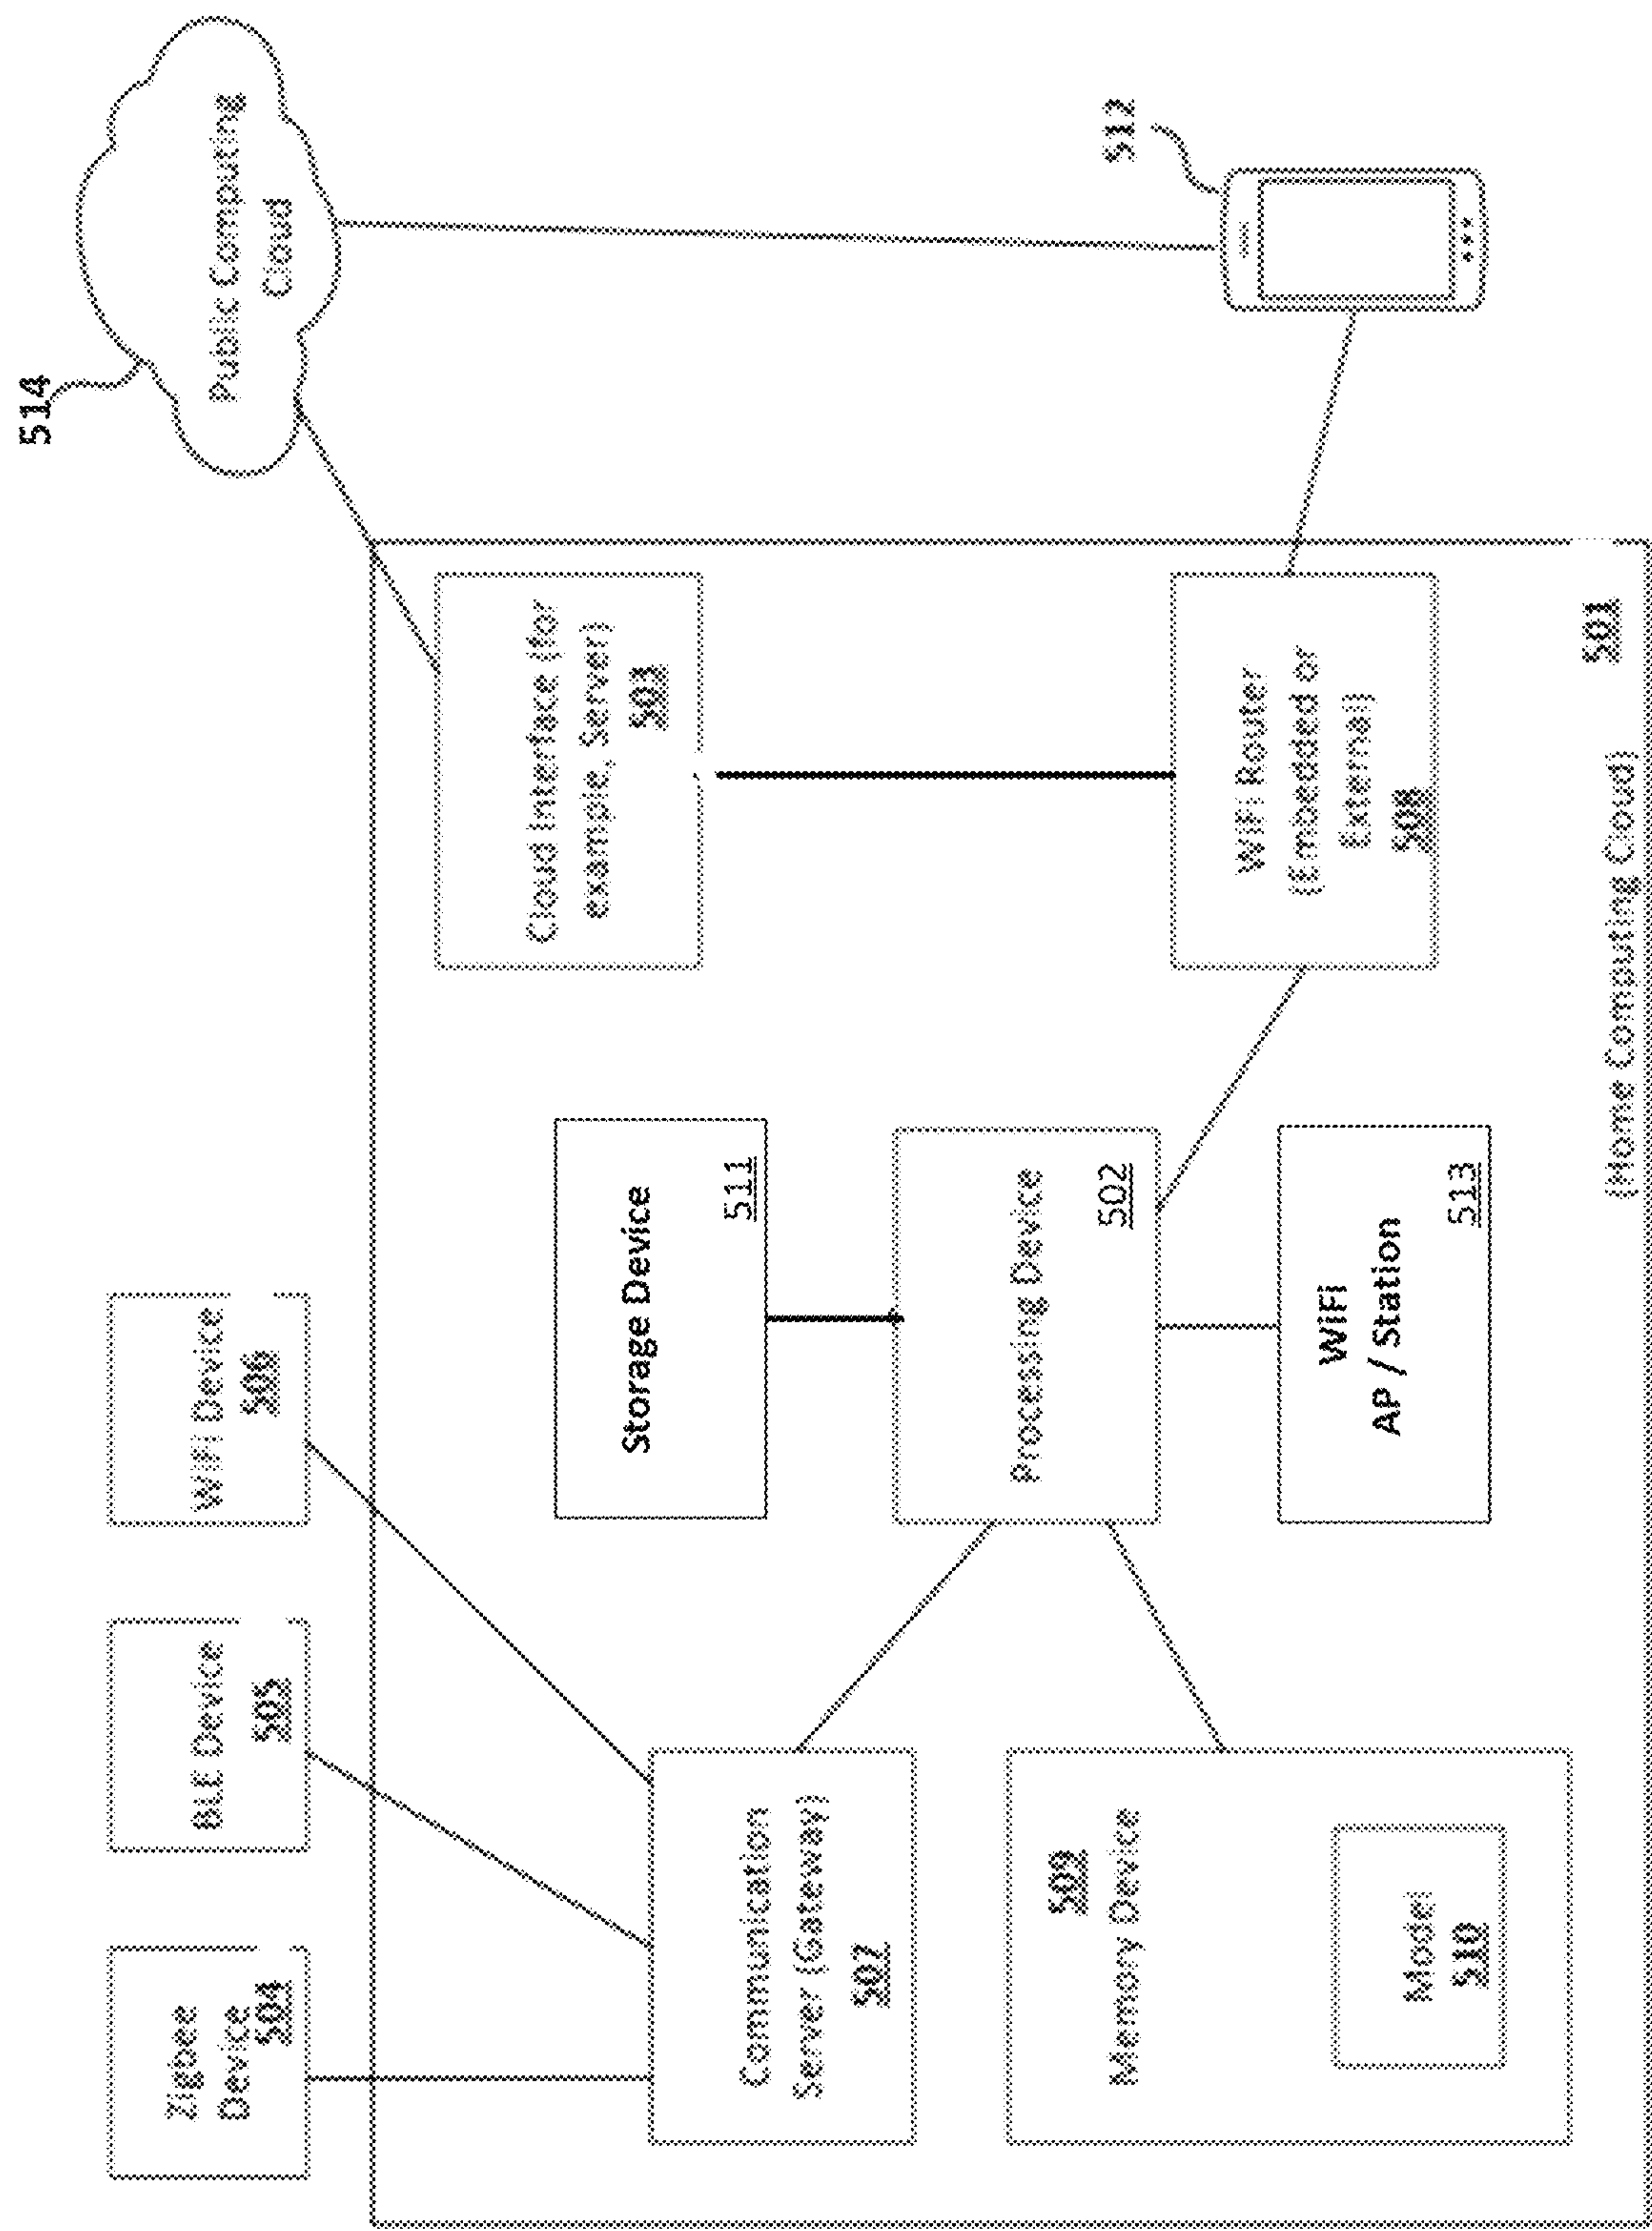 Zigbee
Device
504
BLE Device
505
WiFi Device
506
514
Public Computing
Cloud
Communication
Server (Gateway)
507
Storage Device
511
Cloud Interface (for
example, Server)
503
509
Memory Device
Model
510
Processing Device
502
WiFi
AP / Station
513
WiFi Router
(Embedded or
External)
508
512
501
(Home Computing Cloud)